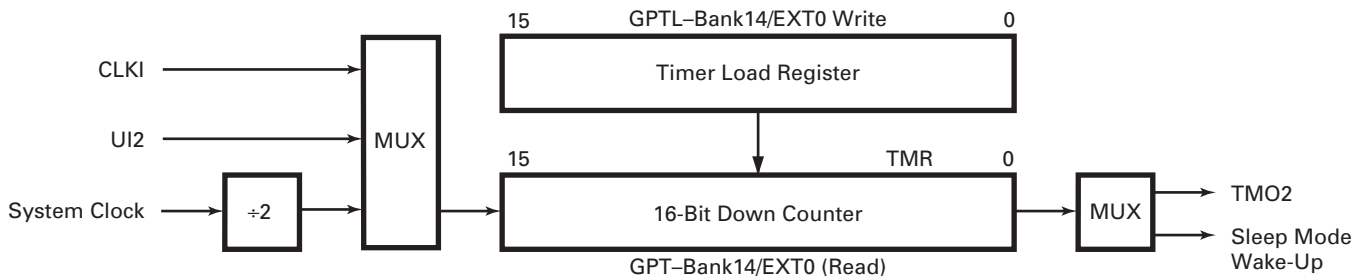 GPTL–Bank14/EXT0 Write
15
0
Timer Load Register
CLKI
UI2
System Clock
÷2
MUX
15
TMR
0
16-Bit Down Counter
GPT–Bank14/EXT0 (Read)
MUX
TMO2
Sleep Mode
Wake-Up